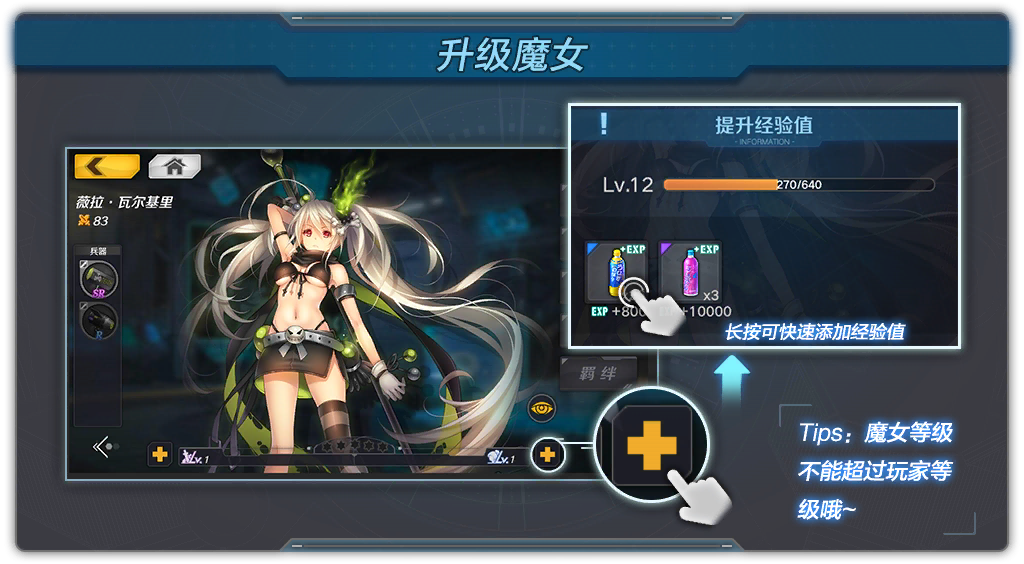 升级魔女
提升经验值
- INFORMATION -
Lv.12
270/640
薇拉·瓦尔基里
83
兵器
SR
R
+EXP
+EXP
x3
EXP +800
+10000
长按可快速添加经验值
羁绊
Lv.1
Lv.1
Tips：魔女等级
不能超过玩家等
级哦~